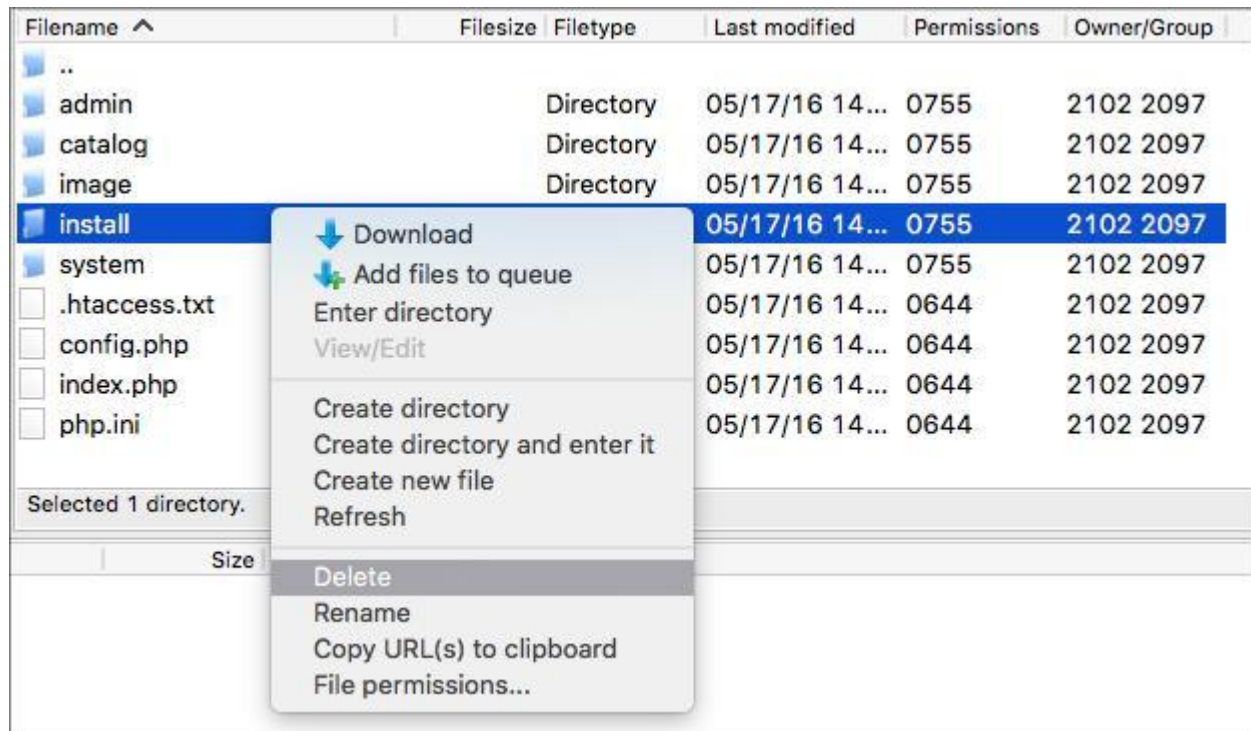 Filename Filesize Filetype Last modified Permissions Owner/Group
..
admin Directory 05/17/16 14... 0755 2102 2097
catalog Directory 05/17/16 14... 0755 2102 2097
image Directory 05/17/16 14... 0755 2102 2097
install 05/17/16 14... 0755 2102 2097
system 05/17/16 14... 0755 2102 2097
.htaccess.txt 05/17/16 14... 0644 2102 2097
config.php 05/17/16 14... 0644 2102 2097
index.php 05/17/16 14... 0644 2102 2097
php.ini 05/17/16 14... 0644 2102 2097
Selected 1 directory.
Size
Download
Add files to queue
Enter directory
View/Edit
Create directory
Create directory and enter it
Create new file
Refresh
Delete
Rename
Copy URL(s) to clipboard
File permissions...